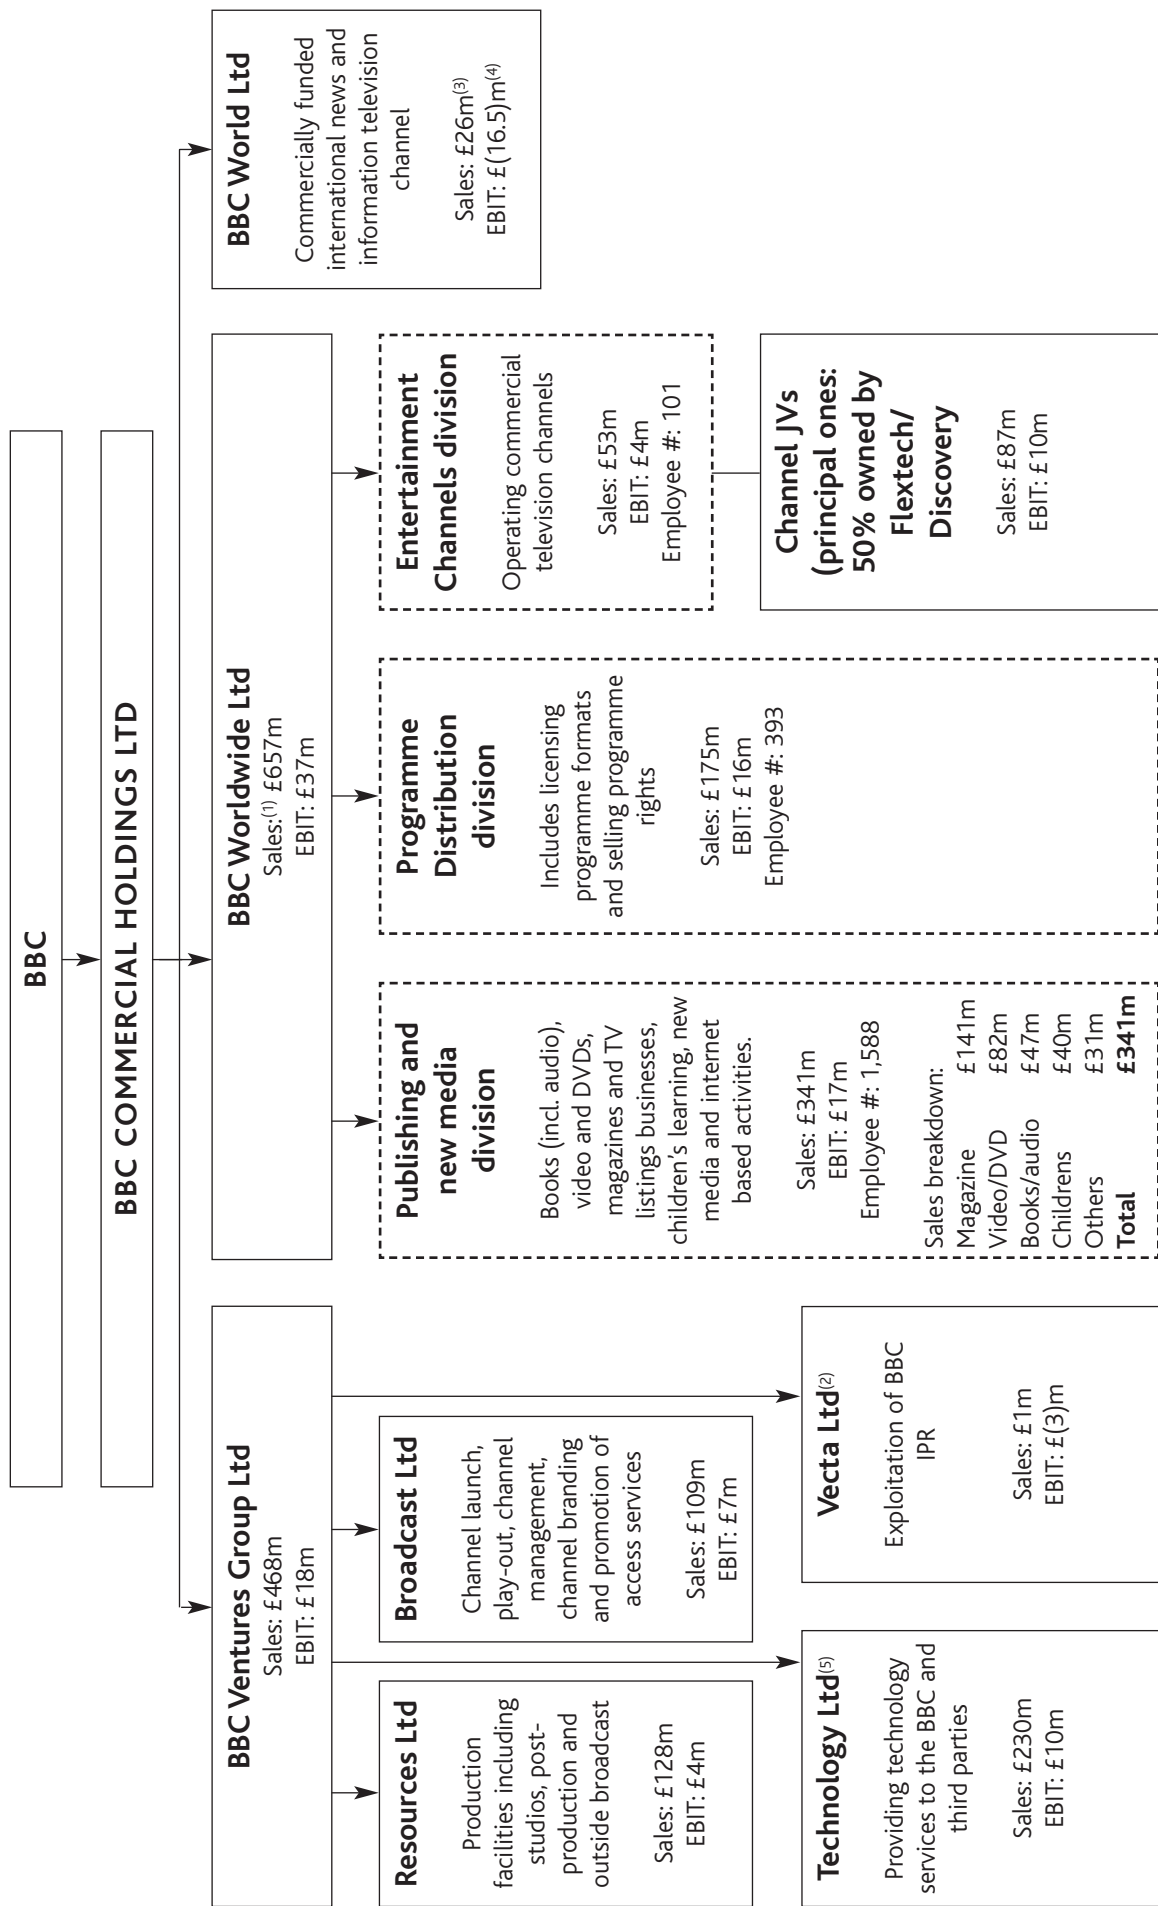 BBC
BBC COMMERCIAL HOLDINGS LTD
BBC Ventures Group Ltd
Sales: £468m
EBIT: £18m
Resources Ltd
Production
facilities including
studios, post-
production and
outside broadcast
Sales: £128m
EBIT: £4m
Broadcast Ltd
Channel launch,
play-out, channel
management,
channel branding
and promotion of
access services
Sales: £109m
EBIT: £7m
Technology Ltd(5)
Providing technology
services to the BBC and
third parties
Sales: £230m
EBIT: £10m
Vecta Ltd(2)
Exploitation of BBC
IPR
Sales: £1m
EBIT: £(3)m
BBC Worldwide Ltd
Sales:(1) £657m
EBIT: £37m
Publishing and
new media
division
Books (incl. audio),
video and DVDs,
magazines and TV
listings businesses,
children's learning, new
media and internet
based activities.
Sales: £341m
EBIT: £17m
Employee #: 1,588
Sales breakdown:
Magazine £141m
Video/DVD £82m
Books/audio £47m
Childrens £40m
Others £31m
Total £341m
Programme
Distribution
division
Includes licensing
programme formats
and selling programme
rights
Sales: £175m
EBIT: £16m
Employee #: 393
Entertainment
Channels division
Operating commercial
television channels
Sales: £53m
EBIT: £4m
Employee #: 101
Channel JVs
(principal ones:
50% owned by
Flextech/
Discovery
Sales: £87m
EBIT: £10m
BBC World Ltd
Commercially funded
international news and
information television
channel
Sales: £26m(3)
EBIT: £(16.5)m(4)